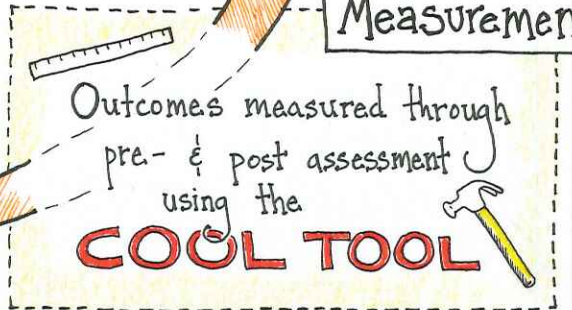 Measuremen
Outcomes measured through
pre- & post assessment
using the
COOL TOOL